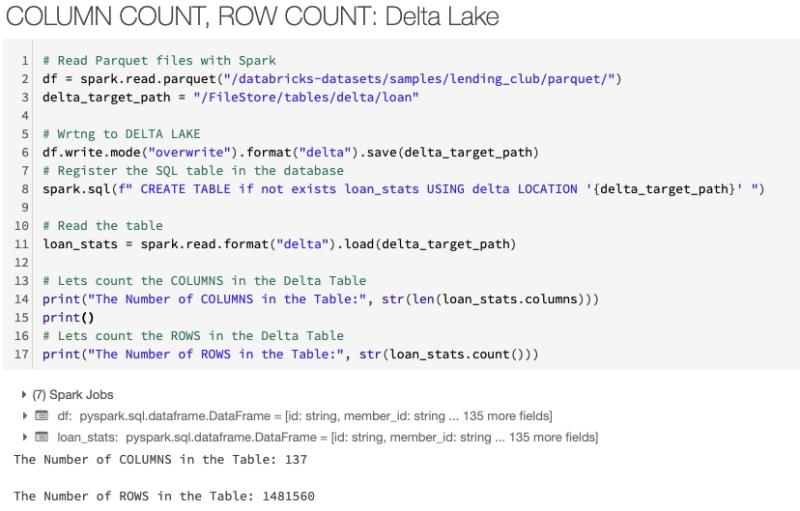 COLUMN COUNT, ROW COUNT: Delta Lake
1 # Read Parquet files with Spark
2 df = spark.read.parquet("/databricks-datasets/samples/lending_club/parquet/")
3 delta_target_path = "/FileStore/tables/delta/loan"
4
5 # Wrtng to DELTA LAKE
6 df.write.mode("overwrite").format("delta").save(delta_target_path)
7 # Register the SQL table in the database
8 spark.sql(f" CREATE TABLE if not exists loan_stats USING delta LOCATION '{delta_target_path}' ")
9
10 # Read the table
11 loan_stats = spark.read.format("delta").load(delta_target_path)
12
13 # Lets count the COLUMNS in the Delta Table
14 print("The Number of COLUMNS in the Table:", str(len(loan_stats.columns)))
15 print()
16 # Lets count the ROWS in the Delta Table
17 print("The Number of ROWS in the Table:", str(loan_stats.count()))
(7) Spark Jobs
df: pyspark.sql.dataframe.DataFrame = [id: string, member_id: string ... 135 more fields]
loan_stats: pyspark.sql.dataframe.DataFrame = [id: string, member_id: string ... 135 more fields]
The Number of COLUMNS in the Table: 137
The Number of ROWS in the Table: 1481560